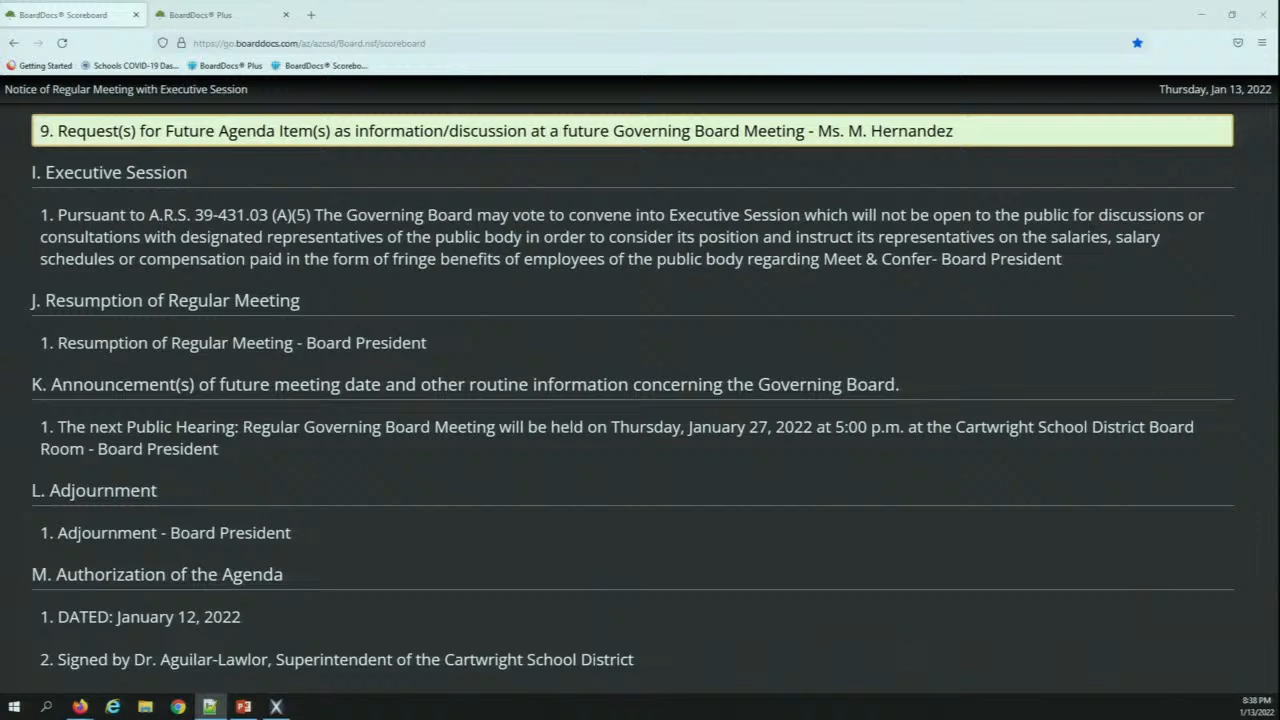 BoardDocs® Scoreboard
BoardDocs® Plus
https://go.boarddocs.com/az/azcsd/Board.nsf/scoreboard
Getting Started Schools COVID-19 Das... BoardDocs® Plus BoardDocs® Scorebo...
Notice of Regular Meeting with Executive Session
Thursday, Jan 13, 2022
9. Request(s) for Future Agenda Item(s) as information/discussion at a future Governing Board Meeting - Ms. M. Hernandez
I. Executive Session
1. Pursuant to A.R.S. 39-431.03 (A)(5) The Governing Board may vote to convene into Executive Session which will not be open to the public for discussions or
consultations with designated representatives of the public body in order to consider its position and instruct its representatives on the salaries, salary
schedules or compensation paid in the form of fringe benefits of employees of the public body regarding Meet & Confer- Board President
J. Resumption of Regular Meeting
1. Resumption of Regular Meeting - Board President
K. Announcement(s) of future meeting date and other routine information concerning the Governing Board.
1. The next Public Hearing: Regular Governing Board Meeting will be held on Thursday, January 27, 2022 at 5:00 p.m. at the Cartwright School District Board
Room - Board President
L. Adjournment
1. Adjournment - Board President
M. Authorization of the Agenda
1. DATED: January 12, 2022
2. Signed by Dr. Aguilar-Lawlor, Superintendent of the Cartwright School District
8:38 PM
1/13/2022